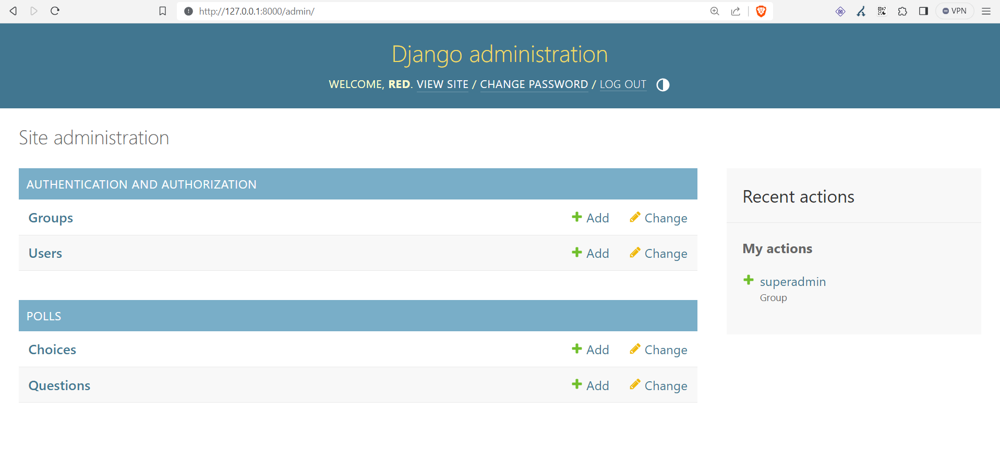 http://127.0.0.1:8000/admin/
VPN
Django administration
WELCOME, RED. VIEW SITE / CHANGE PASSWORD / LOG OUT
Site administration
AUTHENTICATION AND AUTHORIZATION
Groups Add Change
Users Add Change
POLLS
Choices Add Change
Questions Add Change
Recent actions
My actions
superadmin
Group